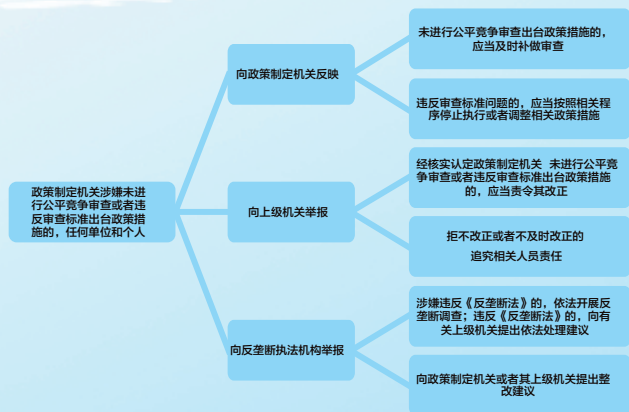 政策制定机关涉嫌未进
行公平竞争审查或者违
反审查标准出台政策措
施的，任何单位和个人
向政策制定机关反映
未进行公平竞争审查出台政策措施的，
应当及时补做审查
违反审查标准问题的，应当按照相关程
序停止执行或者调整相关政策措施
向上级机关举报
经核实认定政策制定机关 未进行公平竞
争审查或者违反审查标准出台政策措施
的，应当责令其改正
拒不改正或者不及时改正的
追究相关人员责任
向反垄断执法机构举报
涉嫌违反《反垄断法》的，依法开展反
垄断调查；违反《反垄断法》的，向有
关上级机关提出依法处理建议
向政策制定机关或者其上级机关提出整
改建议